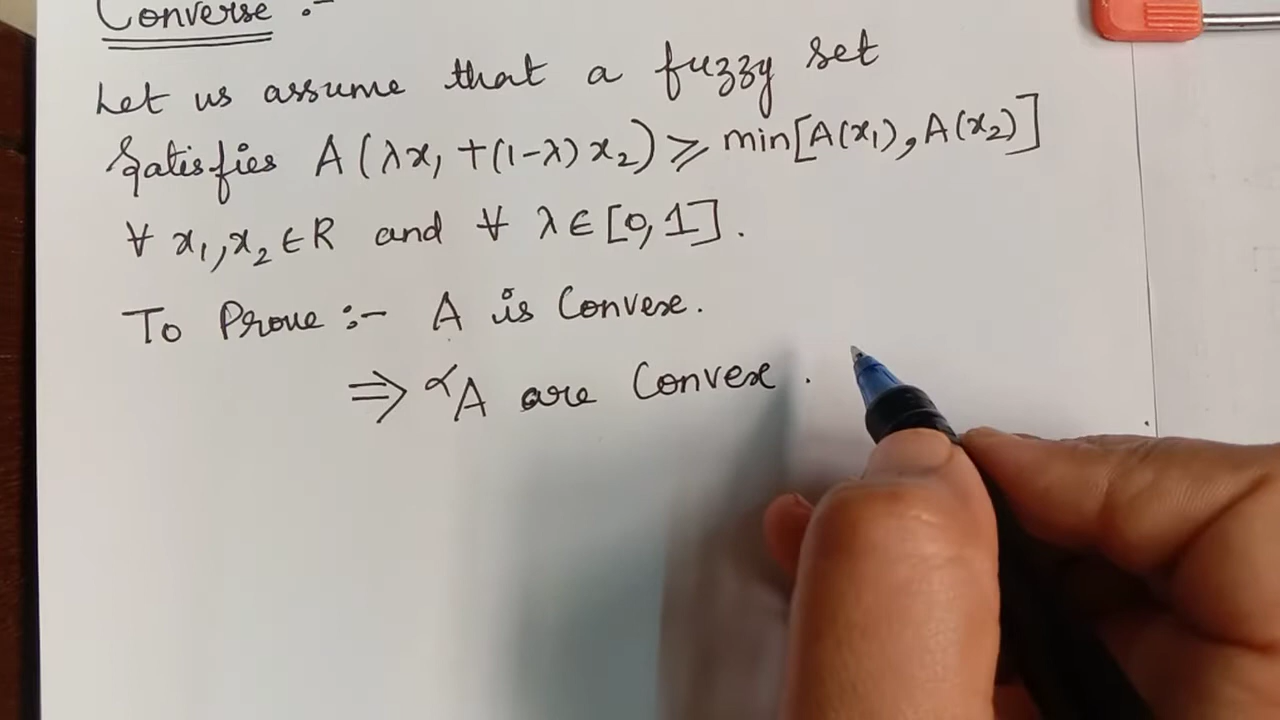 Converse :-
Let us assume that a fuzzy set
satisfies A(λx₁ +(1-λ)x₂) ⩾ min[A(x₁), A(x₂)]
∀ x₁,x₂ ∈ R and ∀ λ ∈ [0,1].
To Prove :- A is Convex.
⇒ ᵅA are Convex.